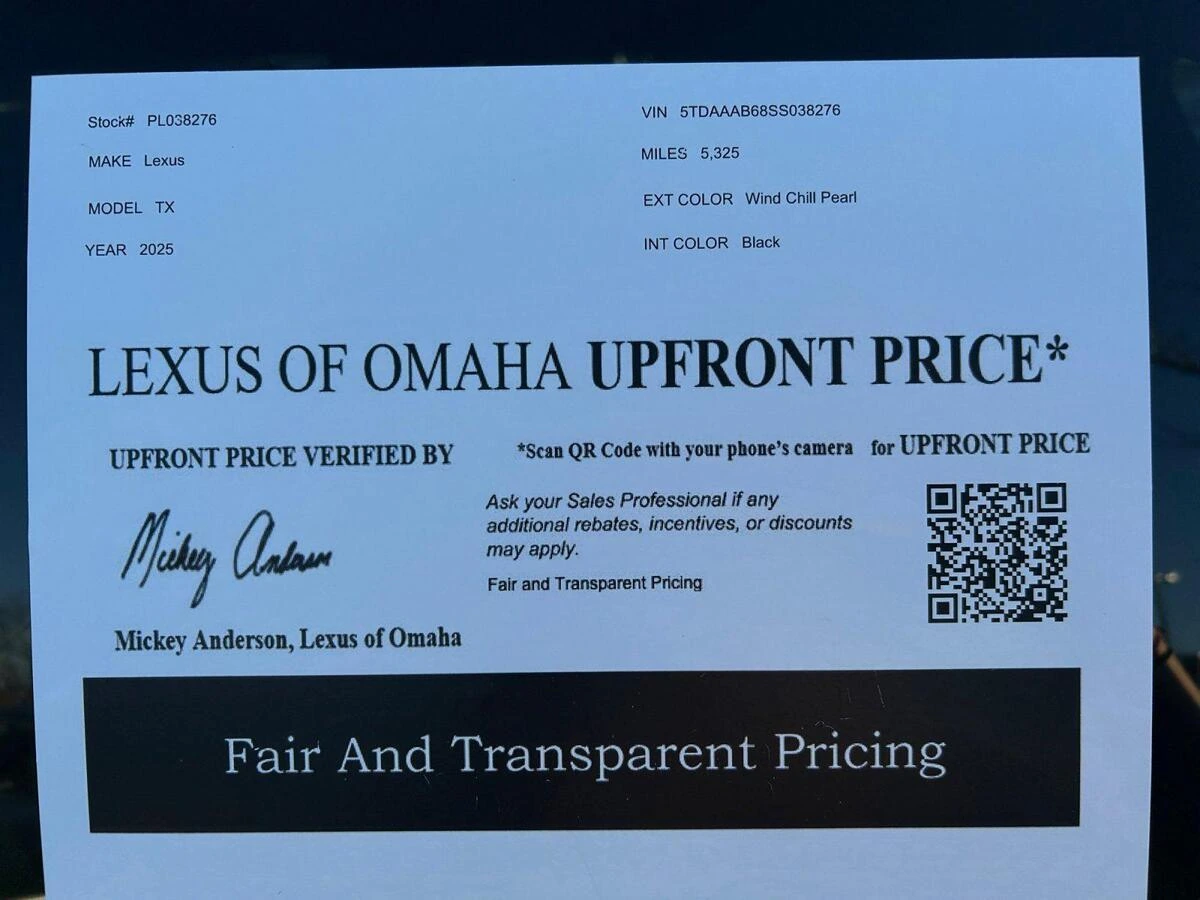 Stock# PL038276
VIN 5TDAAAB68SS038276
MAKE Lexus
MILES 5,325
MODEL TX
EXT COLOR Wind Chill Pearl
YEAR 2025
INT COLOR Black
LEXUS OF OMAHA UPFRONT PRICE*
UPFRONT PRICE VERIFIED BY
*Scan QR Code with your phone's camera for UPFRONT PRICE
Mickey Anderson
Ask your Sales Professional if any
additional rebates, incentives, or discounts
may apply.
Fair and Transparent Pricing
Mickey Anderson, Lexus of Omaha
Fair And Transparent Pricing